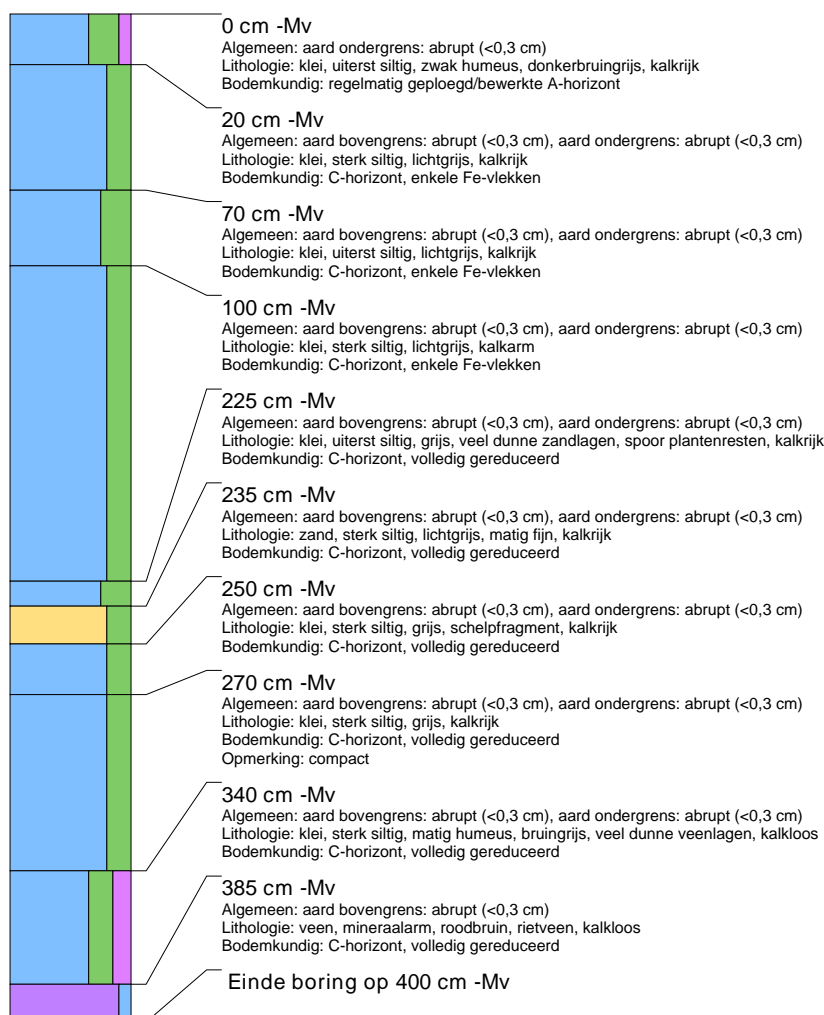 0 cm -Mv
Algemeen: aard ondergrens: abrupt (<0,3 cm)
Lithologie: klei, uiterst siltig, zwak humeus, donkerbruingrijs, kalkrijk
Bodemkundig: regelmatig geploegd/bewerkte A-horizont
20 cm -Mv
Algemeen: aard bovengrens: abrupt (<0,3 cm), aard ondergrens: abrupt (<0,3 cm)
Lithologie: klei, sterk siltig, lichtgrijs, kalkrijk
Bodemkundig: C-horizont, enkele Fe-vlekken
70 cm -Mv
Algemeen: aard bovengrens: abrupt (<0,3 cm), aard ondergrens: abrupt (<0,3 cm)
Lithologie: klei, uiterst siltig, lichtgrijs, kalkrijk
Bodemkundig: C-horizont, enkele Fe-vlekken
100 cm -Mv
Algemeen: aard bovengrens: abrupt (<0,3 cm), aard ondergrens: abrupt (<0,3 cm)
Lithologie: klei, sterk siltig, lichtgrijs, kalkarm
Bodemkundig: C-horizont, enkele Fe-vlekken
225 cm -Mv
Algemeen: aard bovengrens: abrupt (<0,3 cm), aard ondergrens: abrupt (<0,3 cm)
Lithologie: klei, uiterst siltig, grijs, veel dunne zandlagen, spoor plantenresten, kalkrijk
Bodemkundig: C-horizont, volledig gereduceerd
235 cm -Mv
Algemeen: aard bovengrens: abrupt (<0,3 cm), aard ondergrens: abrupt (<0,3 cm)
Lithologie: zand, sterk siltig, lichtgrijs, matig fijn, kalkrijk
Bodemkundig: C-horizont, volledig gereduceerd
250 cm -Mv
Algemeen: aard bovengrens: abrupt (<0,3 cm), aard ondergrens: abrupt (<0,3 cm)
Lithologie: klei, sterk siltig, grijs, schelpfragment, kalkrijk
Bodemkundig: C-horizont, volledig gereduceerd
270 cm -Mv
Algemeen: aard bovengrens: abrupt (<0,3 cm), aard ondergrens: abrupt (<0,3 cm)
Lithologie: klei, sterk siltig, grijs, kalkrijk
Bodemkundig: C-horizont, volledig gereduceerd
Opmerking: compact
340 cm -Mv
Algemeen: aard bovengrens: abrupt (<0,3 cm), aard ondergrens: abrupt (<0,3 cm)
Lithologie: klei, sterk siltig, matig humeus, bruingrijs, veel dunne veenlagen, kalkloos
Bodemkundig: C-horizont, volledig gereduceerd
385 cm -Mv
Algemeen: aard bovengrens: abrupt (<0,3 cm)
Lithologie: veen, mineraalarm, roodbruin, rietveen, kalkloos
Bodemkundig: C-horizont, volledig gereduceerd
Einde boring op 400 cm -Mv